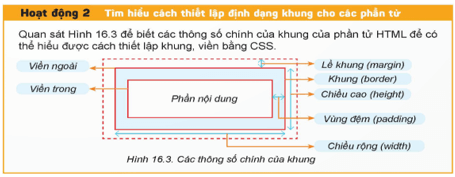 Hoạt động 2 Tìm hiểu cách thiết lập định dạng khung cho các phần tử
Quan sát Hình 16.3 để biết các thông số chính của khung của phần tử HTML để có
thể hiểu được cách thiết lập khung, viền bằng CSS.
Viền ngoài
Viền trong
Phần nội dung
Lề khung (margin)
Khung (border)
Chiều cao (height)
Vùng đệm (padding)
Chiều rộng (width)
Hình 16.3. Các thông số chính của khung